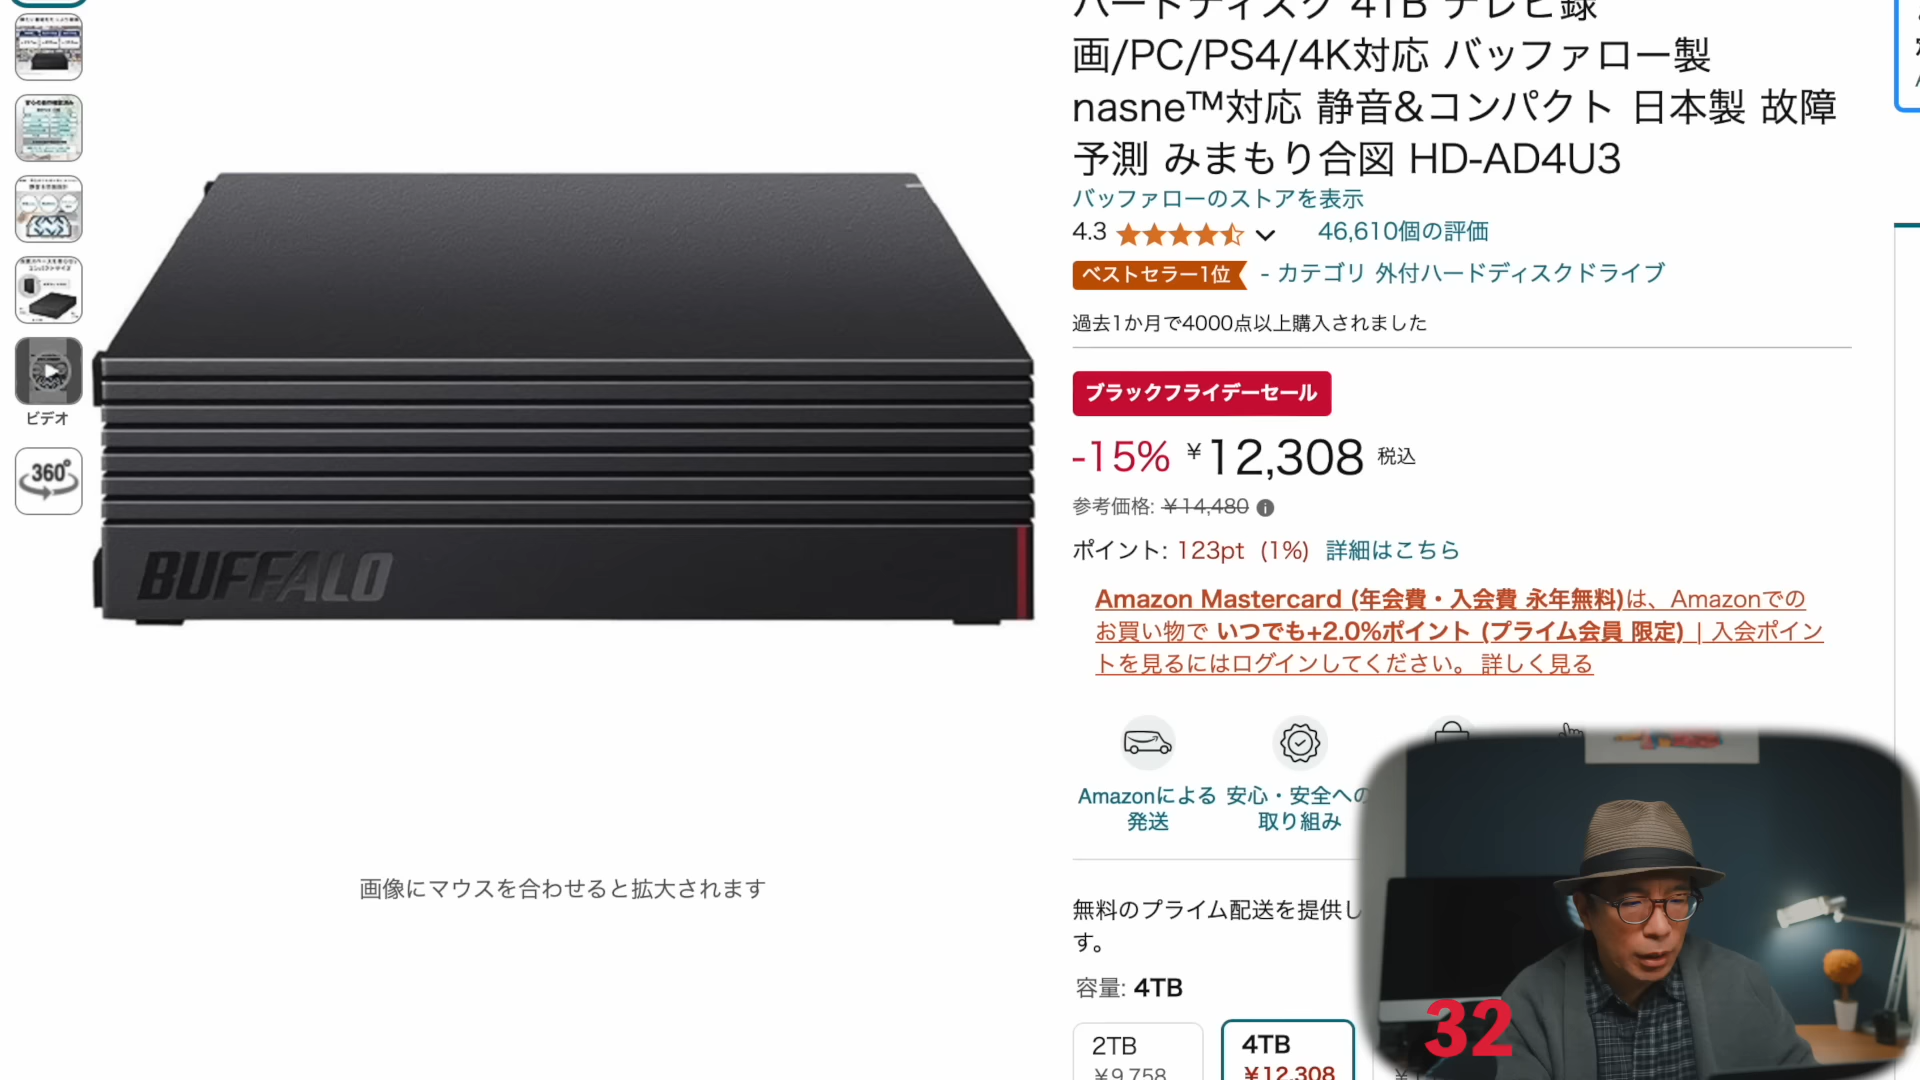 ハードディスク 4TB テレビ録
画/PC/PS4/4K対応 バッファロー製
nasne™対応 静音&コンパクト 日本製 故障
予測 みまもり合図 HD-AD4U3
バッファローのストアを表示
4.3
46,610個の評価
ベストセラー1位 - カテゴリ 外付ハードディスクドライブ
過去1か月で4000点以上購入されました
ブラックフライデーセール
-15% ¥12,308 税込
参考価格: ¥14,480
ポイント: 123pt (1%) 詳細はこちら
Amazon Mastercard (年会費・入会費 永年無料)は、Amazonでの
お買い物で いつでも+2.0%ポイント (プライム会員 限定) | 入会ポイン
トを見るにはログインしてください。 詳しく見る
Amazonによる
発送
安心・安全への
取り組み
無料のプライム配送を提供し
す。
容量: 4TB
2TB
¥9,758
4TB
¥12,308
ビデオ
360°
BUFFALO
画像にマウスを合わせると拡大されます
32